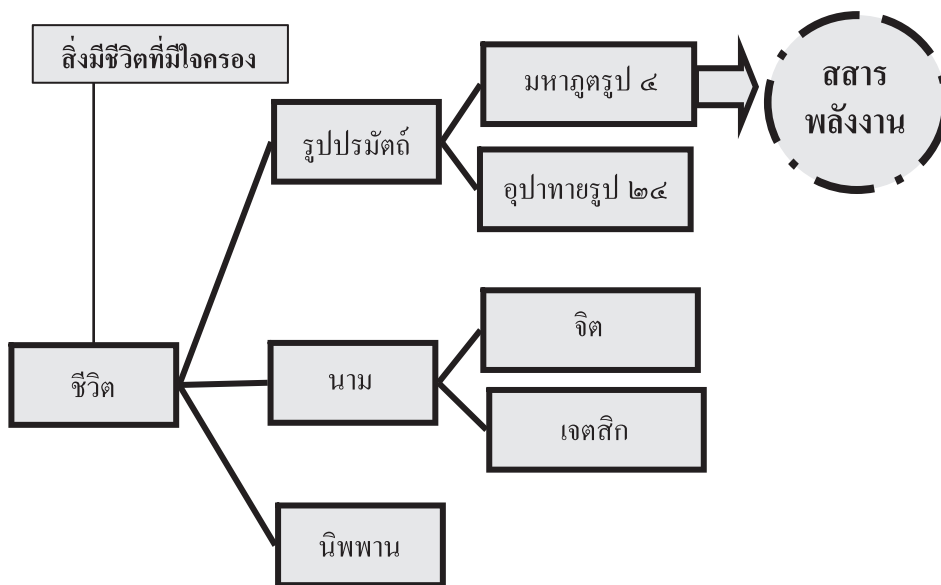 สิ่งมีชีวิตที่มีใจครอง
มหาภูตรูป ๔
สสาร
พลังงาน
รูปปรมัตถ์
อุปาทายรูป ๒๔
จิต
ชีวิต
นาม
เจตสิก
นิพพาน